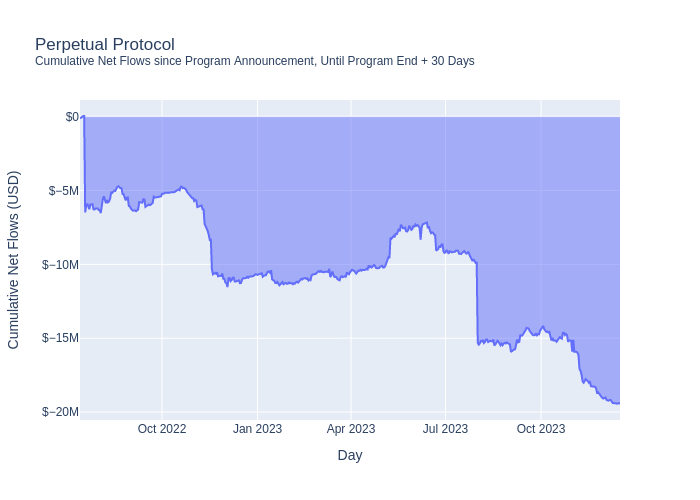 Perpetual Protocol
Cumulative Net Flows since Program Announcement, Until Program End + 30 Days
Cumulative Net Flows (USD)
$0
$−5M
$−10M
$−15M
$−20M
Oct 2022
Jan 2023
Apr 2023
Jul 2023
Oct 2023
Day